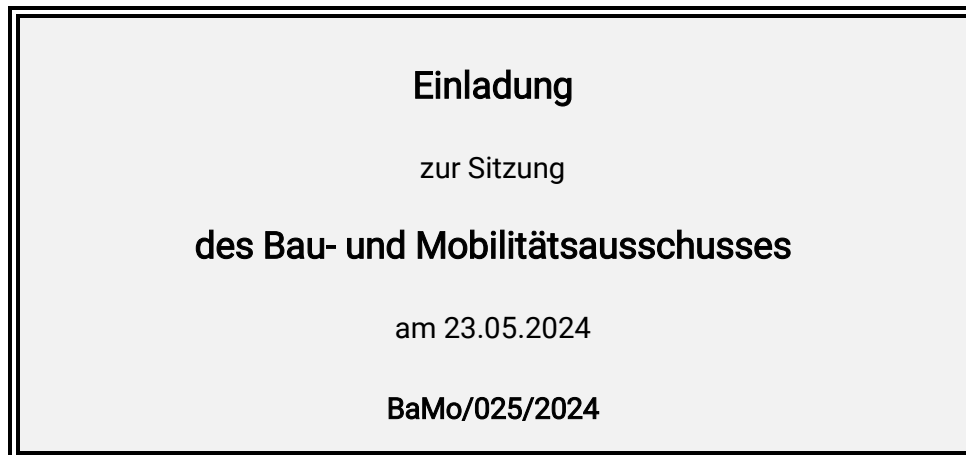 Einladung
zur Sitzung
des Bau- und Mobilitätsausschusses
am 23.05.2024
BaMo/025/2024